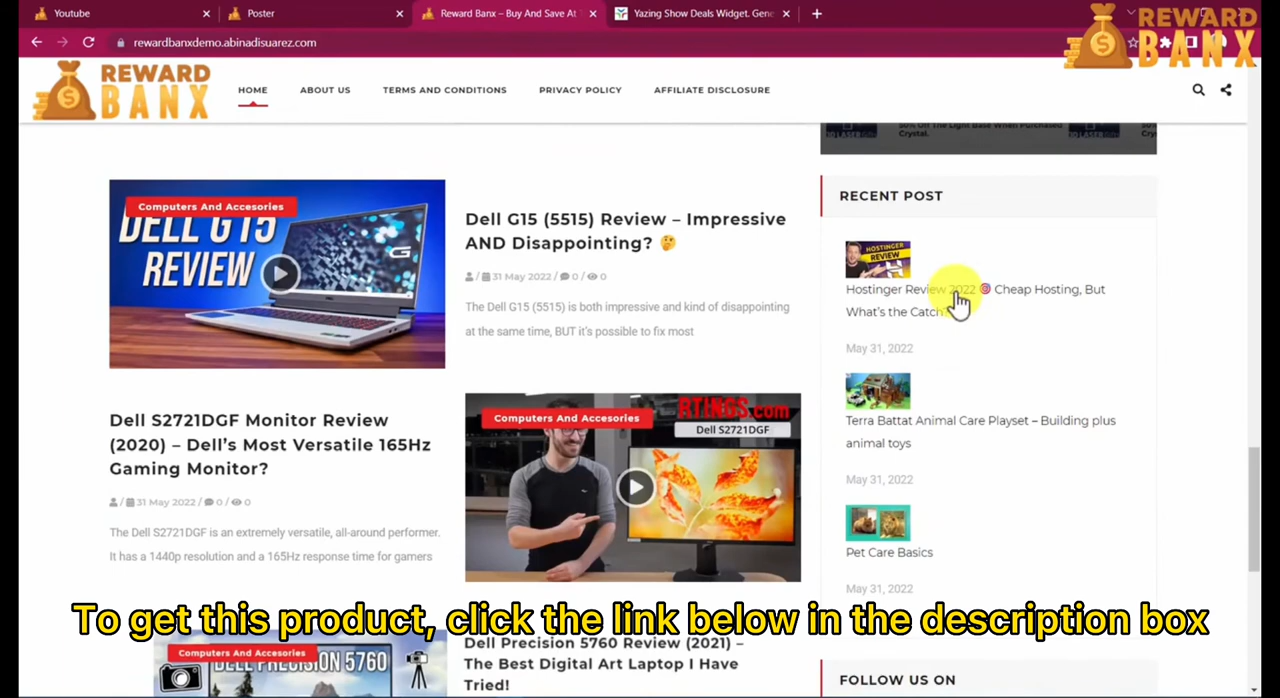 Youtube
Poster
Reward Banx – Buy And Save At
Yazing Show Deals Widget. Gene
REWARD
BANX
rewardbanxdemo.abinadisuarez.com
REWARD
BANX
HOME
ABOUT US
TERMS AND CONDITIONS
PRIVACY POLICY
AFFILIATE DISCLOSURE
50% Off The Light Base When Purchased
Crystal.
Computers And Accesories
DELL G15
REVIEW
Dell G15 (5515) Review – Impressive
AND Disappointing? 🤔
/ 31 May 2022 / 0 / 0
The Dell G15 (5515) is both impressive and kind of disappointing
at the same time, BUT it's possible to fix most
RECENT POST
HOSTINGER
REVIEW
Hostinger Review 2022 Cheap Hosting, But
What's the Catch?
May 31, 2022
Terra Battat Animal Care Playset – Building plus
animal toys
May 31, 2022
Pet Care Basics
May 31, 2022
Dell S2721DGF Monitor Review
(2020) – Dell's Most Versatile 165Hz
Gaming Monitor?
/ 31 May 2022 / 0 / 0
The Dell S2721DGF is an extremely versatile, all-around performer.
It has a 1440p resolution and a 165Hz response time for gamers
Computers And Accesories
RTINGS.com
Dell S2721DGF
To get this product, click the link below in the description box
Computers And Accesories
DELL PRECISION 5760
Dell Precision 5760 Review (2021) –
The Best Digital Art Laptop I Have
Tried!
FOLLOW US ON